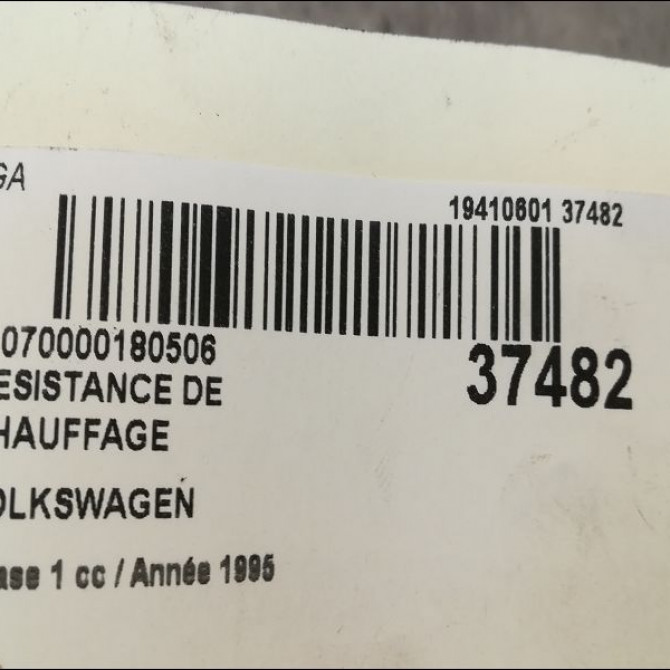 GA
19410601 37482
070000180506
37482
ESISTANCE DE
HAUFFAGE
OLKSWAGEN
ase 1 cc / Année 1995